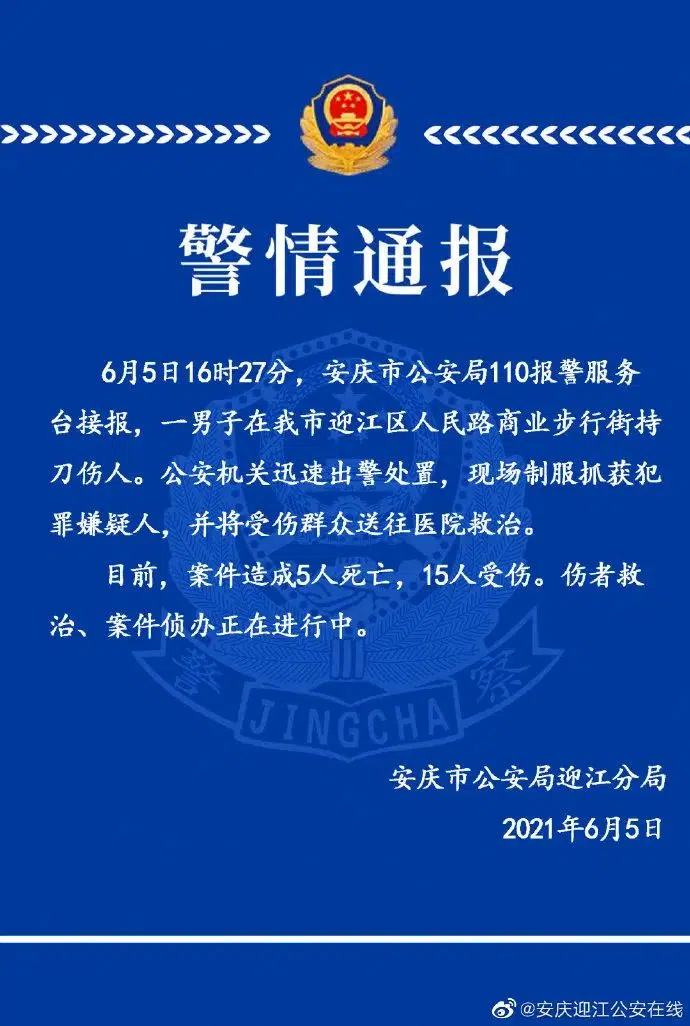 警情通报
6月5日16时27分，安庆市公安局110报警服务
台接报，一男子在我市迎江区人民路商业步行街持
刀伤人。公安机关迅速出警处置，现场制服抓获犯
罪嫌疑人，并将受伤群众送往医院救治。
目前，案件造成5人死亡，15人受伤。伤者救
治、案件侦办正在进行中。
警 JINGCHA 察
安庆市公安局迎江分局
2021年6月5日
@安庆迎江公安在线